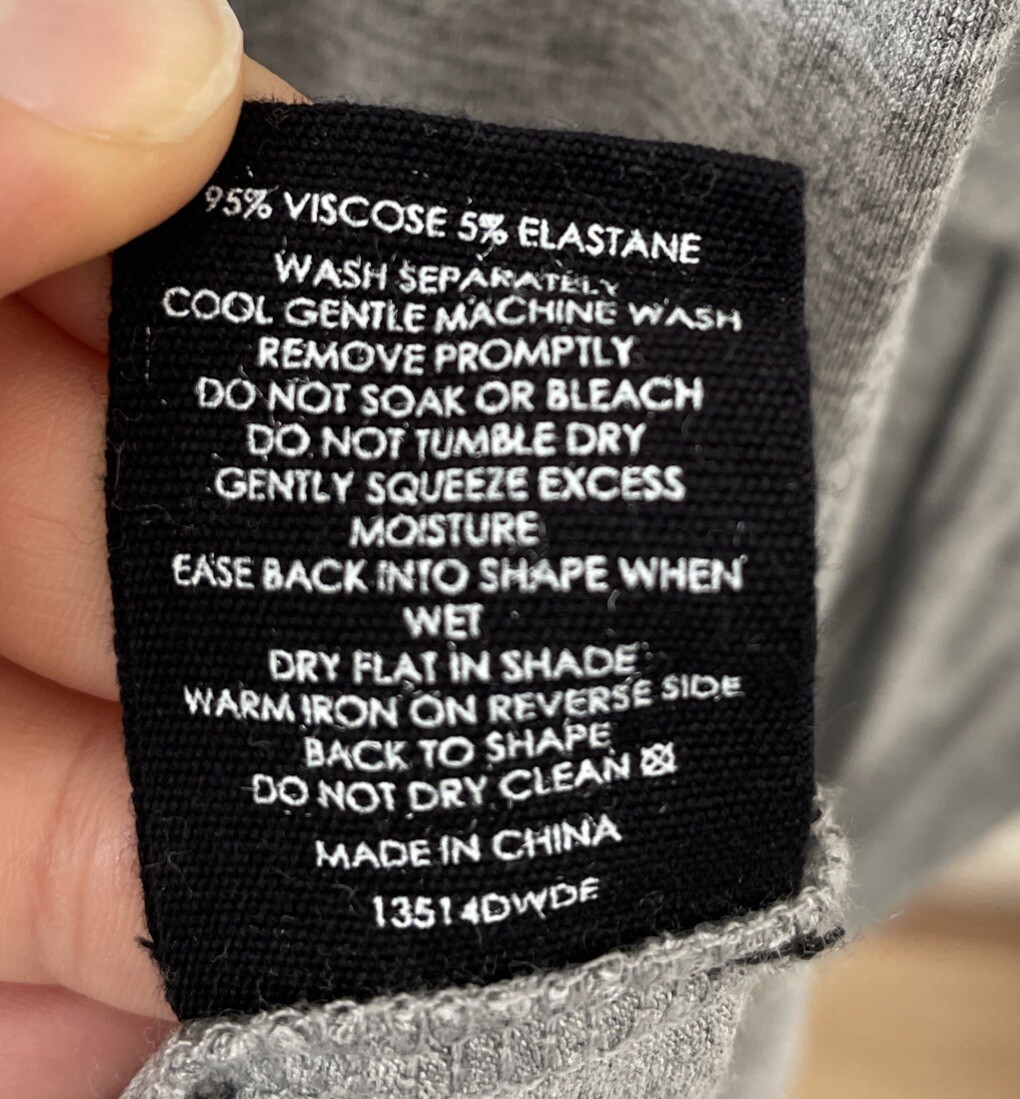 95% VISCOSE 5% ELASTANE
WASH SEPARATELY
COOL GENTLE MACHINE WASH
REMOVE PROMPTLY
DO NOT SOAK OR BLEACH
DO NOT TUMBLE DRY
GENTLY SQUEEZE EXCESS
MOISTURE
EASE BACK INTO SHAPE WHEN
WET
DRY FLAT IN SHADE
WARM IRON ON REVERSE SIDE
BACK TO SHAPE
DO NOT DRY CLEAN
MADE IN CHINA
13514DWDE